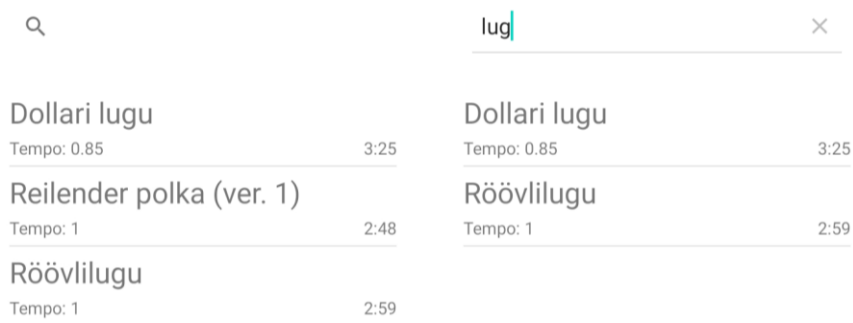 Dollari lugu
Tempo: 0.85 3:25
Reilender polka (ver. 1)
Tempo: 1 2:48
Röövlilugu
Tempo: 1 2:59
lug
Dollari lugu
Tempo: 0.85 3:25
Röövlilugu
Tempo: 1 2:59